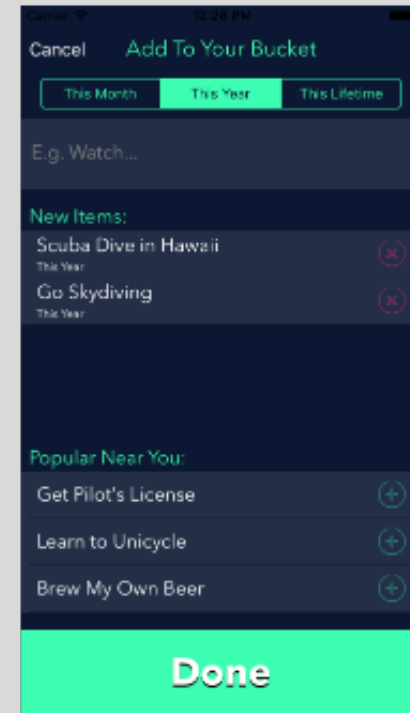 Carrier 12:28 PM
Cancel Add To Your Bucket
This Month This Year This Lifetime
E.g. Watch...
New Items:
Scuba Dive in Hawaii
This Year
Go Skydiving
This Year
Popular Near You:
Get Pilot's License
Learn to Unicycle
Brew My Own Beer
Done